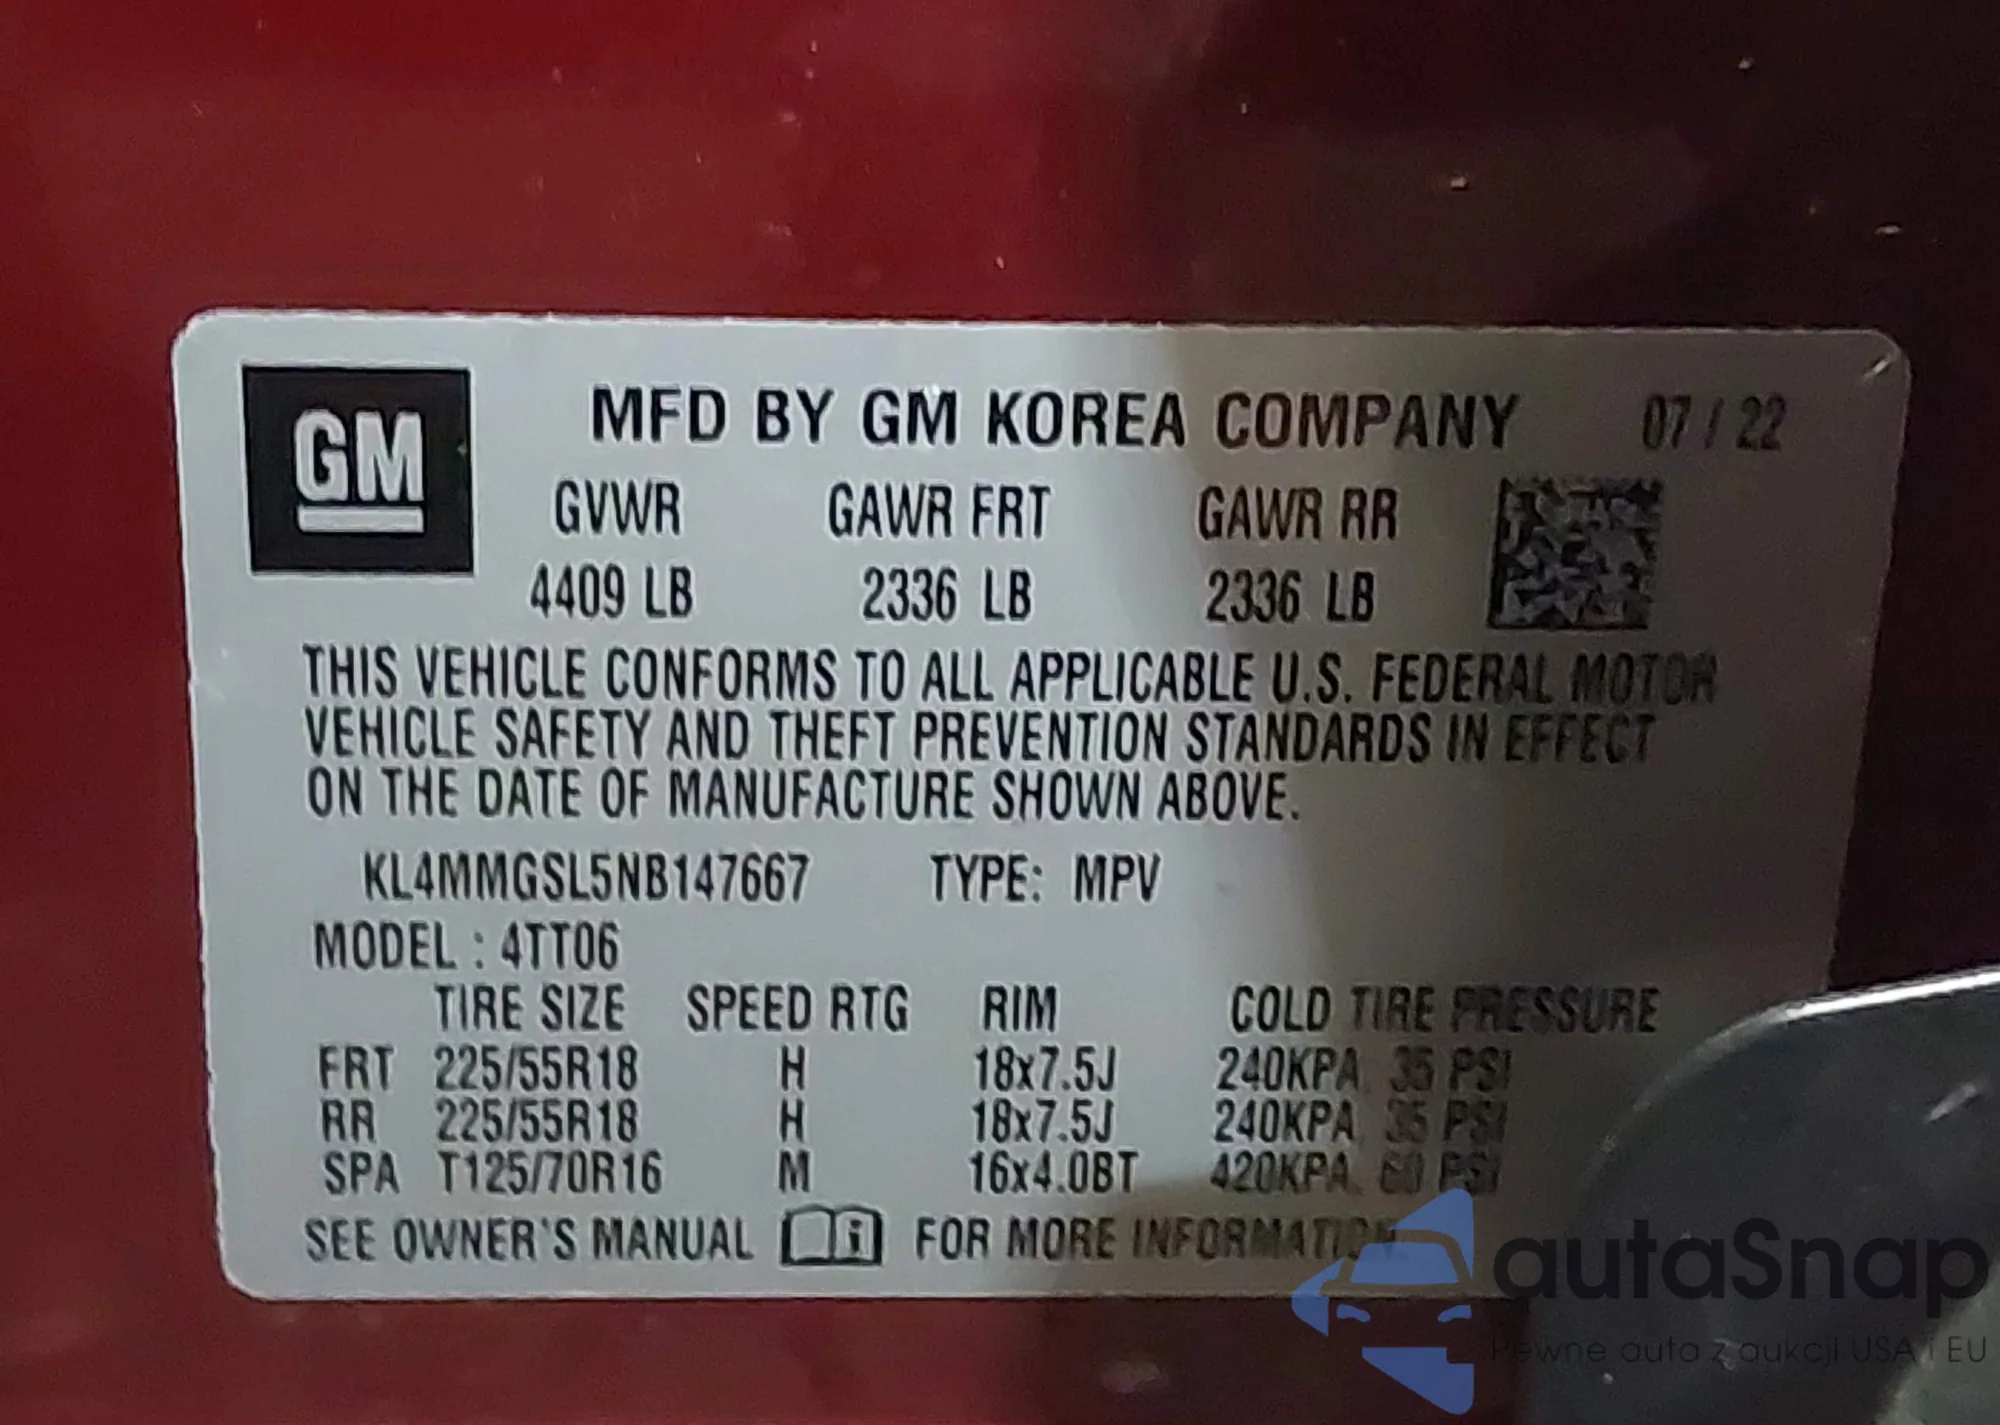 GM MFD BY GM KOREA COMPANY 07 / 22
GVWR GAWR FRT GAWR RR
4409 LB 2336 LB 2336 LB
THIS VEHICLE CONFORMS TO ALL APPLICABLE U.S. FEDERAL MOTOR
VEHICLE SAFETY AND THEFT PREVENTION STANDARDS IN EFFECT
ON THE DATE OF MANUFACTURE SHOWN ABOVE.
KL4MMGSL5NB147667 TYPE: MPV
MODEL : 4TT06
TIRE SIZE SPEED RTG RIM COLD TIRE PRESSURE
FRT 225/55R18 H 18x7.5J 240KPA 35 PSI
RR 225/55R18 H 18x7.5J 240KPA 35 PSI
SPA T125/70R16 M 16x4.0BT 420KPA 60 PSI
SEE OWNER'S MANUAL i FOR MORE INFORMATION.
autaSnap
Pewne auta z aukcji USA i EU